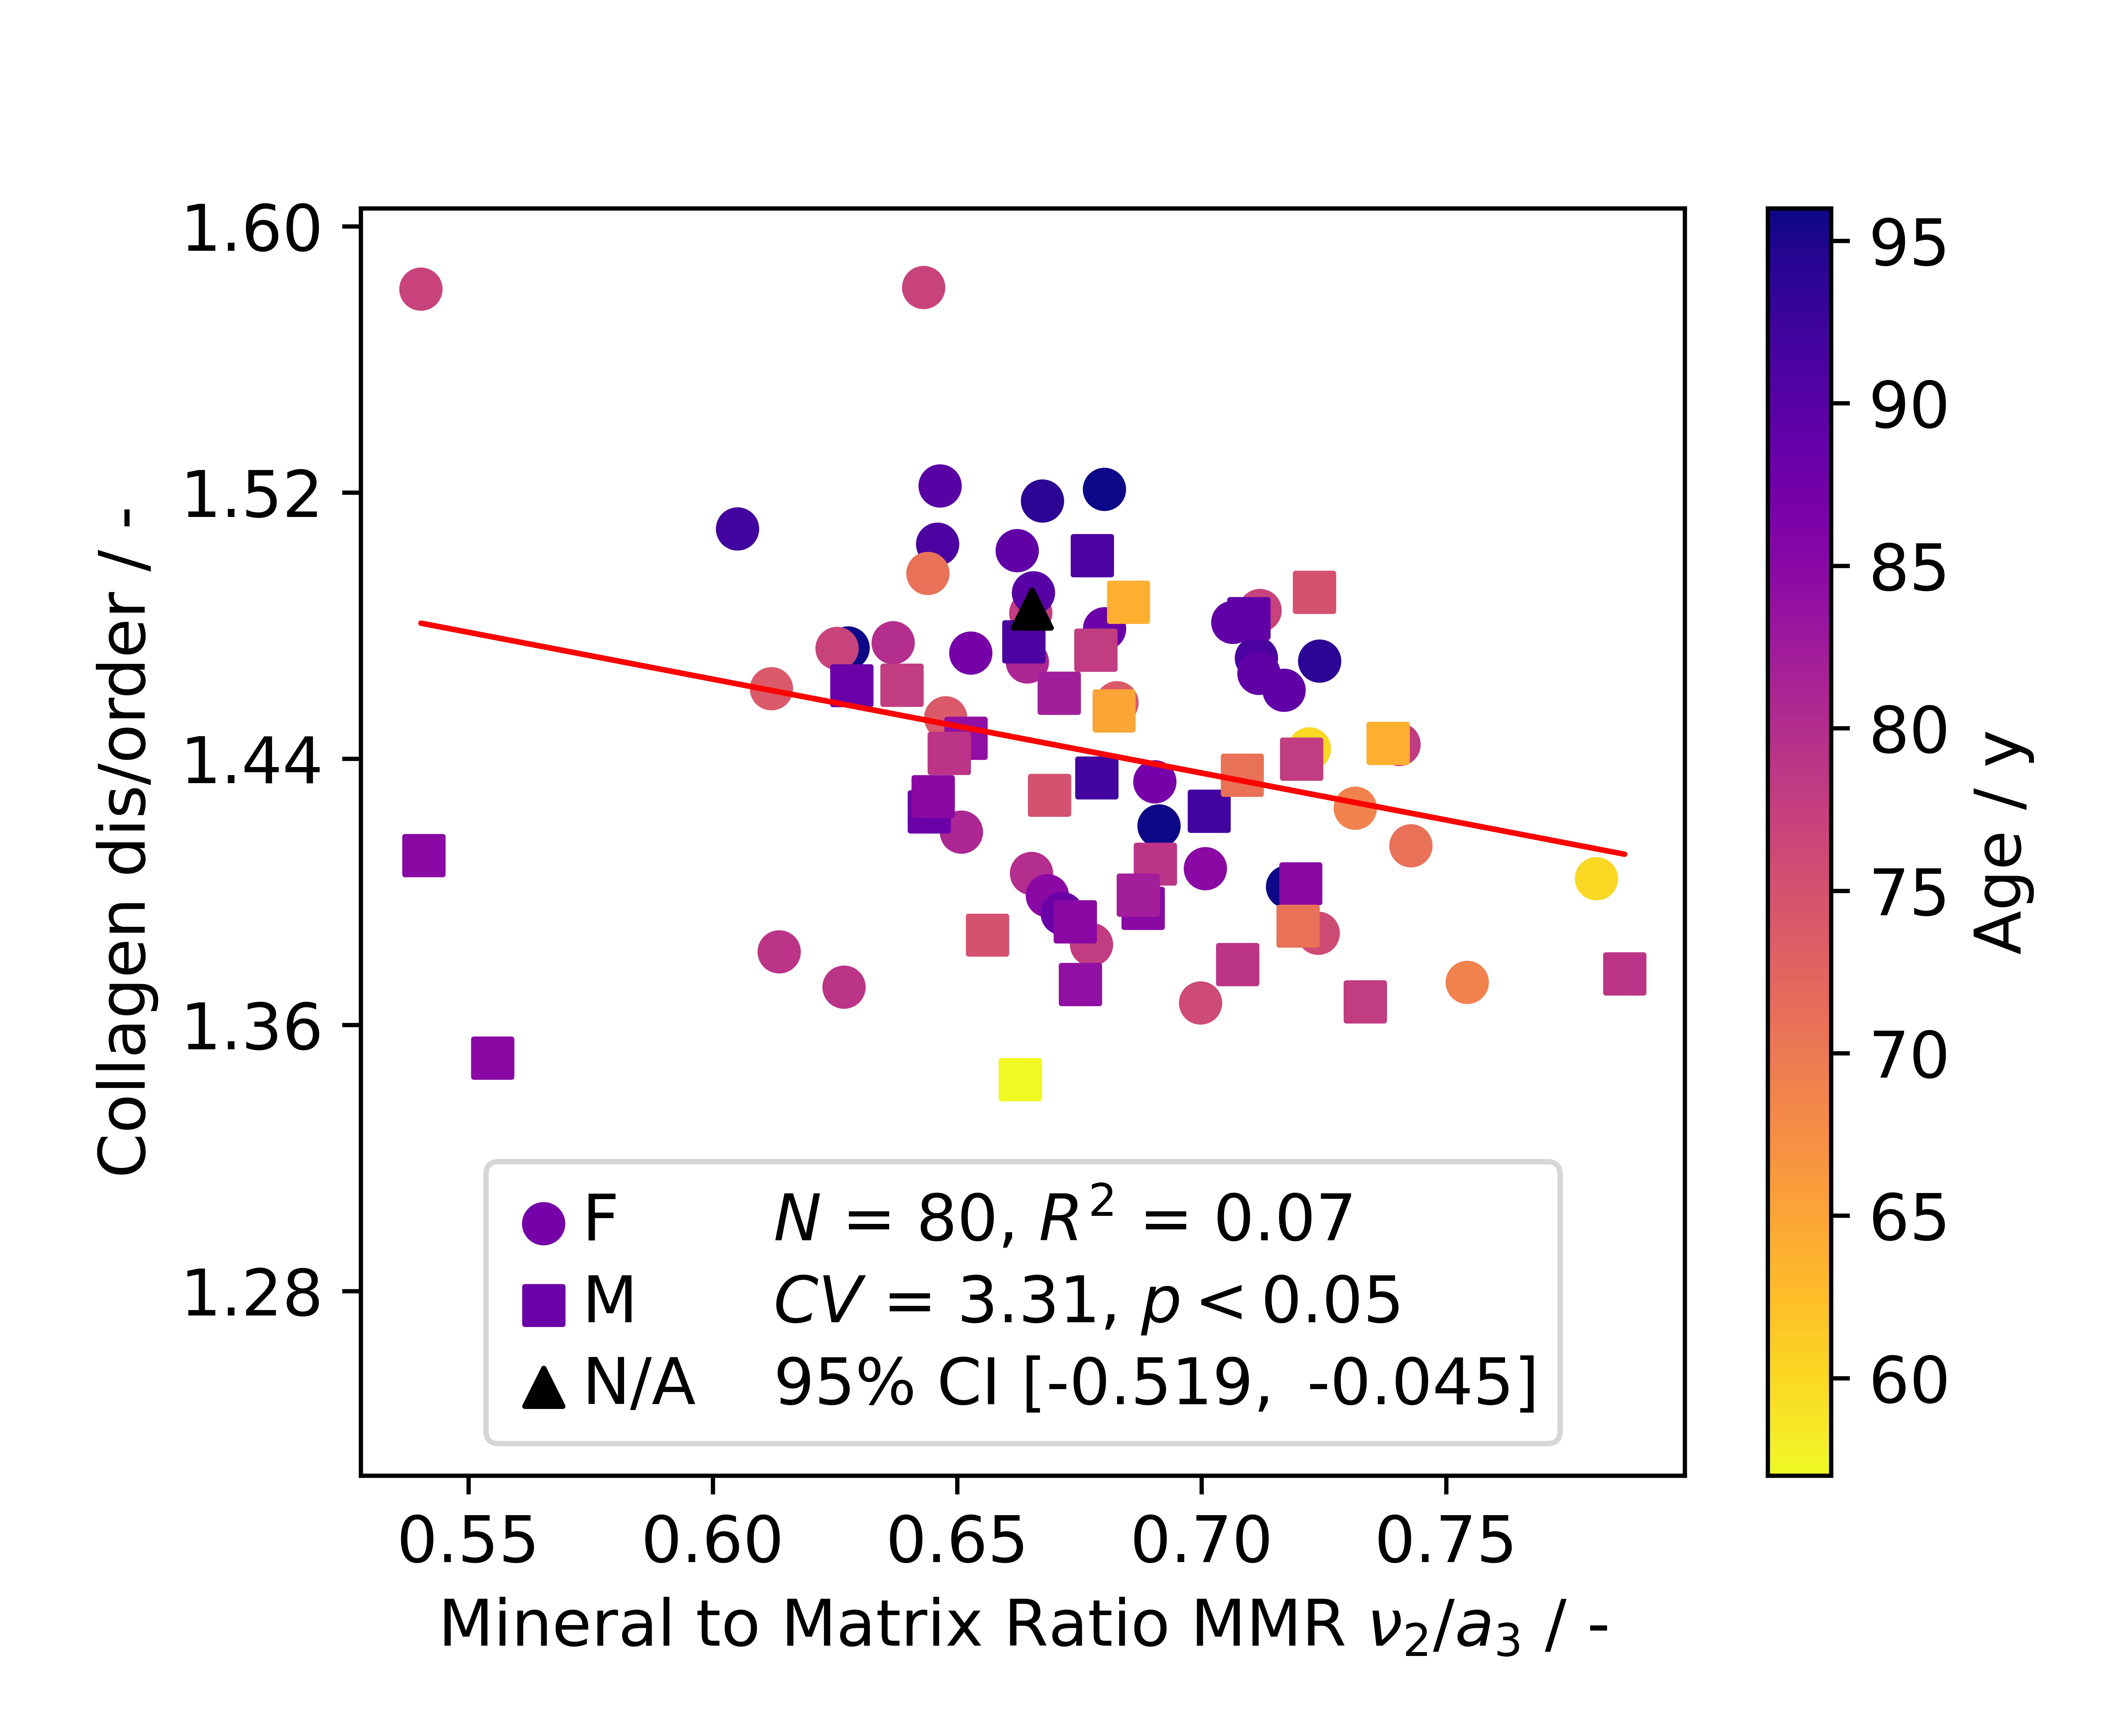 1.60
1.52
1.44
1.36
1.28
Collagen dis/order / -
0.55 0.60 0.65 0.70 0.75
Mineral to Matrix Ratio MMR ν₂/a₃ / -
F N = 80, R² = 0.07
M CV = 3.31, p < 0.05
N/A 95% CI [-0.519, -0.045]
95
90
85
80
75
70
65
60
Age / y